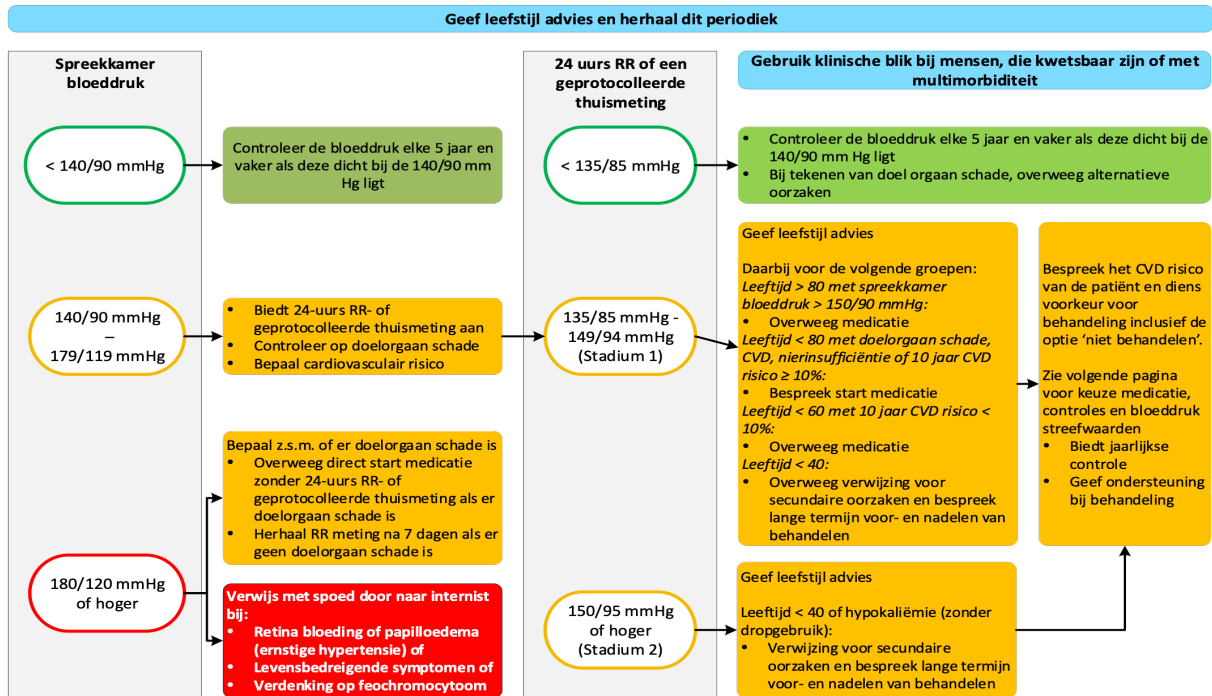 Geef leefstijl advies en herhaal dit periodiek
Spreekkamer
bloeddruk
24 uurs RR of een
geprotocolleerde
thuismeting
Gebruik klinische blik bij mensen, die kwetsbaar zijn of met
multimorbiditeit
< 140/90 mmHg
Controleer de bloeddruk elke 5 jaar en
vaker als deze dicht bij de 140/90 mm
Hg ligt
< 135/85 mmHg
• Controleer de bloeddruk elke 5 jaar en vaker als deze dicht bij de
140/90 mm Hg ligt
• Bij tekenen van doel orgaan schade, overweeg alternatieve
oorzaken
140/90 mmHg
–
179/119 mmHg
• Biedt 24-uurs RR- of
geprotocolleerde thuismeting aan
• Controleer op doelorgaan schade
• Bepaal cardiovasculair risico
135/85 mmHg -
149/94 mmHg
(Stadium 1)
Geef leefstijl advies
Daarbij voor de volgende groepen:
Leeftijd > 80 met spreekkamer
bloeddruk > 150/90 mmHg:
• Overweeg medicatie
Leeftijd < 80 met doelorgaan schade,
CVD, nierinsufficiëntie of 10 jaar CVD
risico ≥ 10%:
• Bespreek start medicatie
Leeftijd < 60 met 10 jaar CVD risico <
10%:
• Overweeg medicatie
Leeftijd < 40:
• Overweeg verwijzing voor
secundaire oorzaken en bespreek
lange termijn voor- en nadelen van
behandelen
Bespreek het CVD risico
van de patiënt en diens
voorkeur voor
behandeling inclusief de
optie ‘niet behandelen’.
Zie volgende pagina
voor keuze medicatie,
controles en bloeddruk
streefwaarden
• Biedt jaarlijkse
controle
• Geef ondersteuning
bij behandeling
180/120 mmHg
of hoger
Bepaal z.s.m. of er doelorgaan schade is
• Overweeg direct start medicatie
zonder 24-uurs RR- of
geprotocolleerde thuismeting als er
doelorgaan schade is
• Herhaal RR meting na 7 dagen als er
geen doelorgaan schade is
Verwijs met spoed door naar internist
bij:
• Retina bloeding of papilloedema
(ernstige hypertensie) of
• Levensbedreigende symptomen of
• Verdenking op feochromocytoom
150/95 mmHg
of hoger
(Stadium 2)
Geef leefstijl advies
Leeftijd < 40 of hypokaliëmie (zonder
dropgebruik):
• Verwijzing voor secundaire
oorzaken en bespreek lange termijn
voor- en nadelen van behandelen